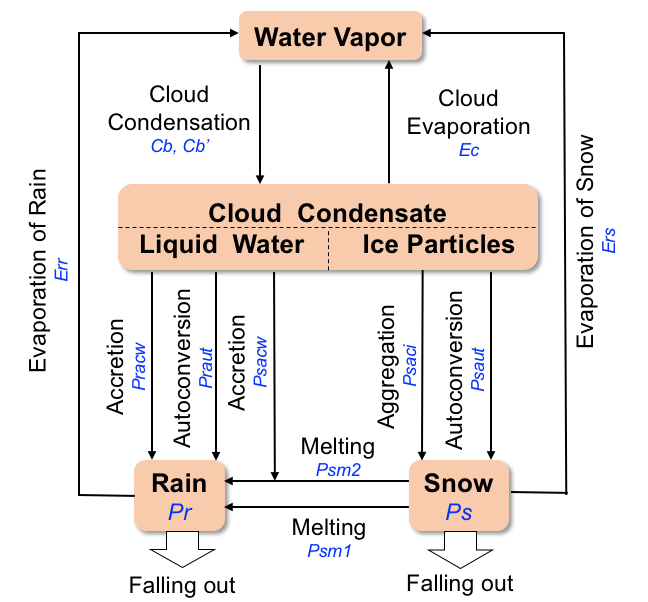 Water Vapor
Cloud
Condensation
Cb, Cb’
Cloud
Evaporation
Ec
Evaporation of Rain
Err
Evaporation of Snow
Ers
Cloud Condensate
Liquid Water
Ice Particles
Accretion
Pracw
Autoconversion
Praut
Accretion
Psacw
Aggregation
Psaci
Autoconversion
Psaut
Melting
Psm2
Rain
Pr
Snow
Ps
Melting
Psm1
Falling out
Falling out